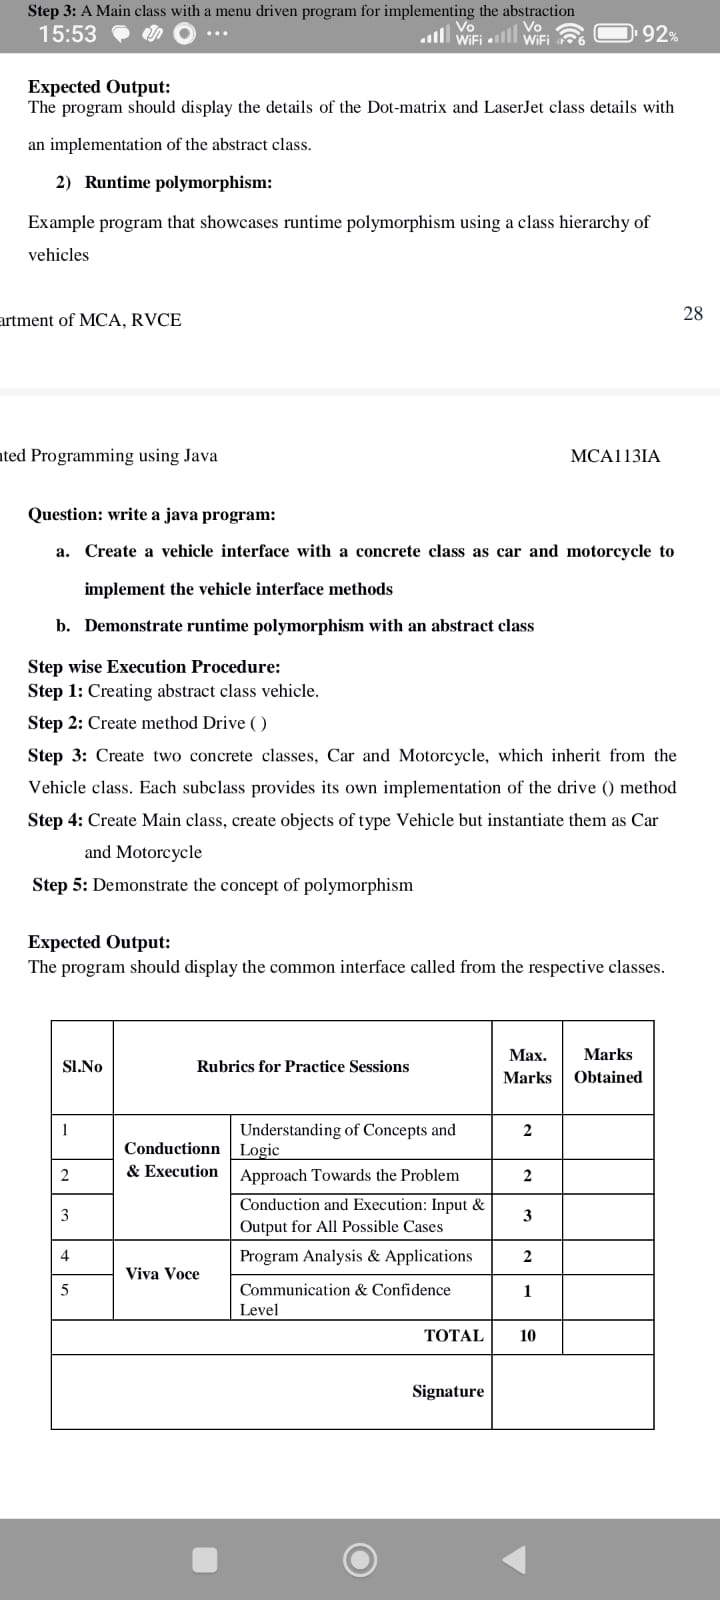 Step 3: A Main class with a menu driven program for implementing the abstraction
15:53 ... Vo WiFi Vo WiFi 6 92%
Expected Output:
The program should display the details of the Dot-matrix and LaserJet class details with
an implementation of the abstract class.
2) Runtime polymorphism:
Example program that showcases runtime polymorphism using a class hierarchy of
vehicles
artment of MCA, RVCE
28
nted Programming using Java
MCA113IA
Question: write a java program:
a. Create a vehicle interface with a concrete class as car and motorcycle to
implement the vehicle interface methods
b. Demonstrate runtime polymorphism with an abstract class
Step wise Execution Procedure:
Step 1: Creating abstract class vehicle.
Step 2: Create method Drive ( )
Step 3: Create two concrete classes, Car and Motorcycle, which inherit from the
Vehicle class. Each subclass provides its own implementation of the drive () method
Step 4: Create Main class, create objects of type Vehicle but instantiate them as Car
and Motorcycle
Step 5: Demonstrate the concept of polymorphism
Expected Output:
The program should display the common interface called from the respective classes.
Sl.No
Rubrics for Practice Sessions
Max.
Marks
Marks
Obtained
1
Conductionn
& Execution
Understanding of Concepts and
Logic
2
2
Approach Towards the Problem
2
3
Conduction and Execution: Input &
Output for All Possible Cases
3
4
Viva Voce
Program Analysis & Applications
2
5
Communication & Confidence
Level
1
TOTAL
10
Signature